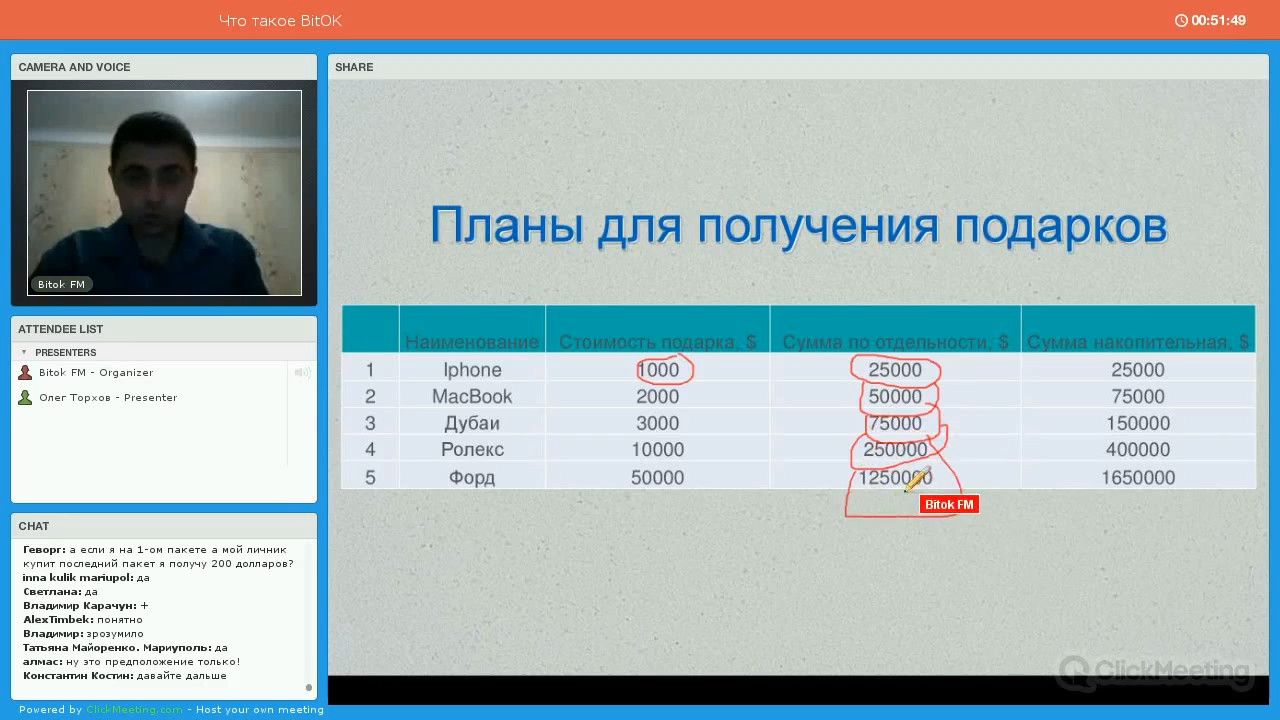 Что такое BitOK
00:51:49
CAMERA AND VOICE
Bitok FM
ATTENDEE LIST
PRESENTERS
Bitok FM - Organizer
Олег Торхов - Presenter
CHAT
Геворг: а если я на 1-ом пакете а мой личник
купит последний пакет я получу 200 долларов?
inna kulik mariupol: да
Светлана: да
Владимир Карачун: +
AlexTimbek: понятно
Владимир: зрозумило
Татьяна Майоренко. Мариуполь: да
алмас: ну это предположение только!
Константин Костин: давайте дальше
Powered by ClickMeeting.com - Host your own meeting
SHARE
Планы для получения подарков
Наименование Стоимость подарка, $ Сумма по отдельности, $ Сумма накопительная, $
1 Iphone 1000 25000 25000
2 MacBook 2000 50000 75000
3 Дубаи 3000 75000 150000
4 Ролекс 10000 250000 400000
5 Форд 50000 1250000 1650000
Bitok FM
ClickMeeting